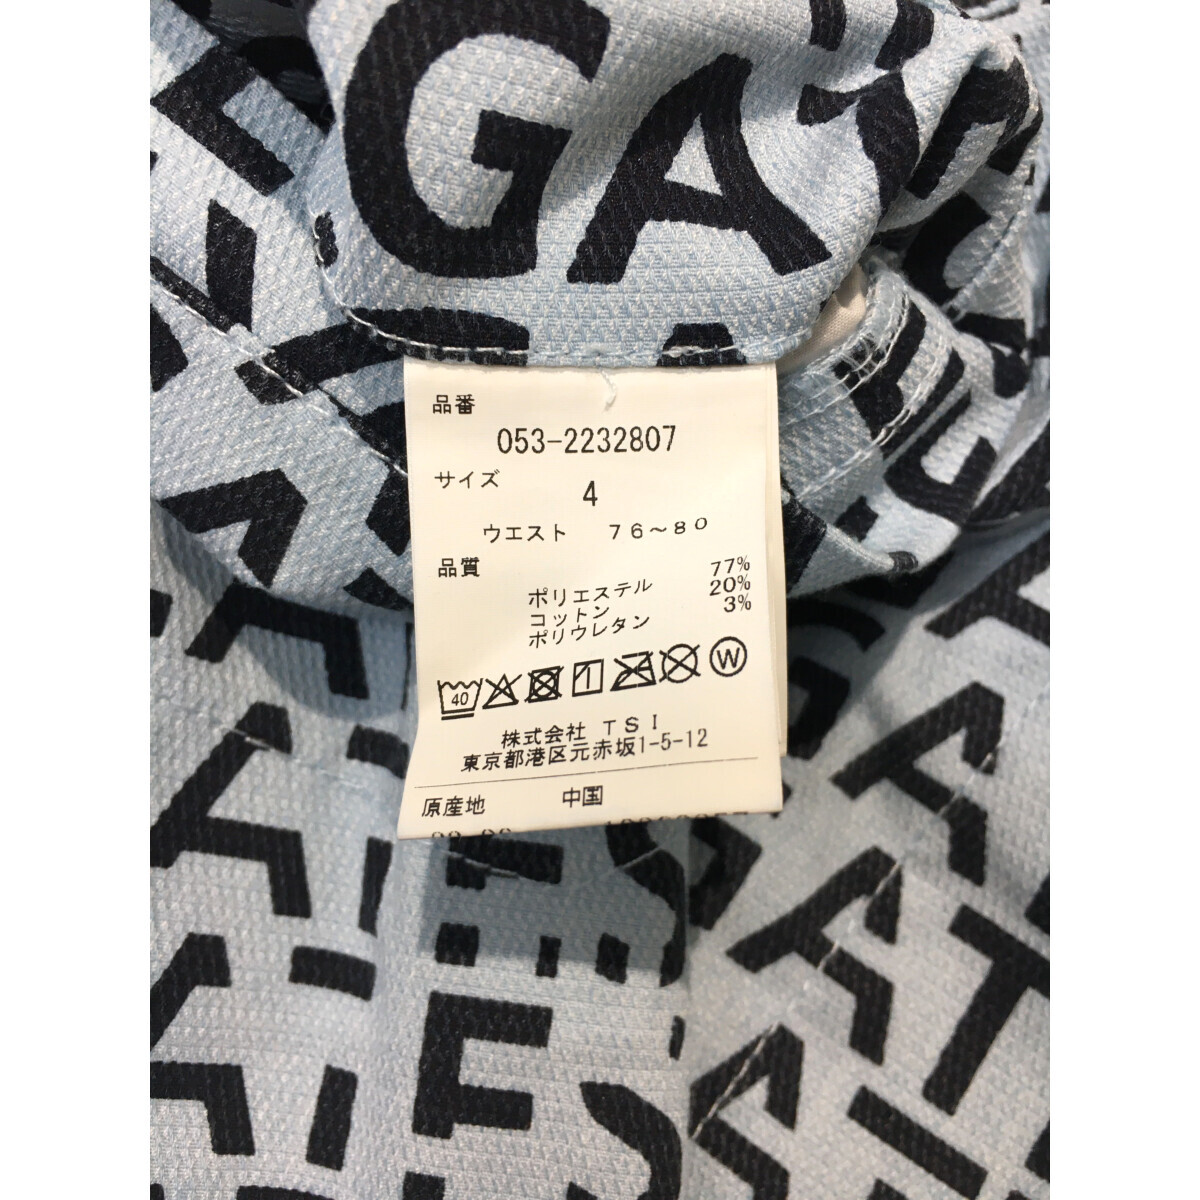 GA
品番
053-2232807
サイズ
4
ウエスト 76~80
品質
ポリエステル 77%
コットン 20%
ポリウレタン 3%
40
W
株式会社 TSI
東京都港区元赤坂1-5-12
原産地 中国